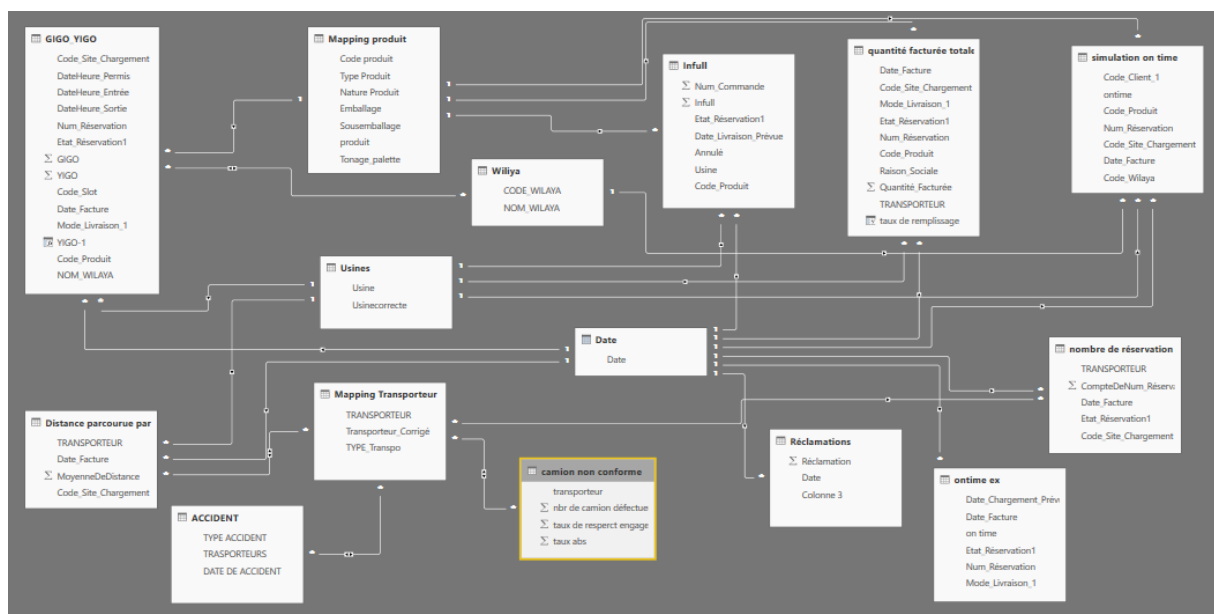 GIGO_YIGO
Code_Site_Chargement
DateHeure_Permis
DateHeure_Entrée
DateHeure_Sortie
Num_Réservation
Etat_Réservation1
Σ GIGO
Σ YIGO
Code_Slot
Date_Facture
Mode_Livraison_1
YIGO-1
Code_Produit
NOM_WILAYA
Mapping produit
Code produit
Type Produit
Nature Produit
Emballage
Sousemballage
produit
Tonage_palette
Wiliya
CODE_WILAYA
NOM_WILAYA
Infull
Σ Num_Commande
Σ Infull
Etat_Réservation1
Date_Livraison_Prévue
Annulé
Usine
Code_Produit
quantité facturée totale
Date_Facture
Code_Site_Chargement
Mode_Livraison_1
Etat_Réservation1
Num_Réservation
Code_Produit
Raison_Sociale
Σ Quantité_Facturée
TRANSPORTEUR
taux de remplissage
simulation on time
Code_Client_1
ontime
Code_Produit
Num_Réservation
Code_Site_Chargement
Date_Facture
Code_Wilaya
Usines
Usine
Usinecorrecte
Date
Date
nombre de réservation
TRANSPORTEUR
Σ CompteDeNum_Réserva
Date_Facture
Etat_Réservation1
Code_Site_Chargement
Distance parcourue par
TRANSPORTEUR
Date_Facture
Σ MoyenneDeDistance
Code_Site_Chargement
Mapping Transporteur
TRANSPORTEUR
Transporteur_Corrigé
TYPE_Transpo
ACCIDENT
TYPE ACCIDENT
TRASPORTEURS
DATE DE ACCIDENT
camion non conforme
transporteur
Σ nbr de camion défectue
Σ taux de resperct engage
Σ taux abs
Réclamations
Σ Réclamation
Date
Colonne 3
ontime ex
Date_Chargement_Prévu
Date_Facture
on time
Etat_Réservation1
Num_Réservation
Mode_Livraison_1